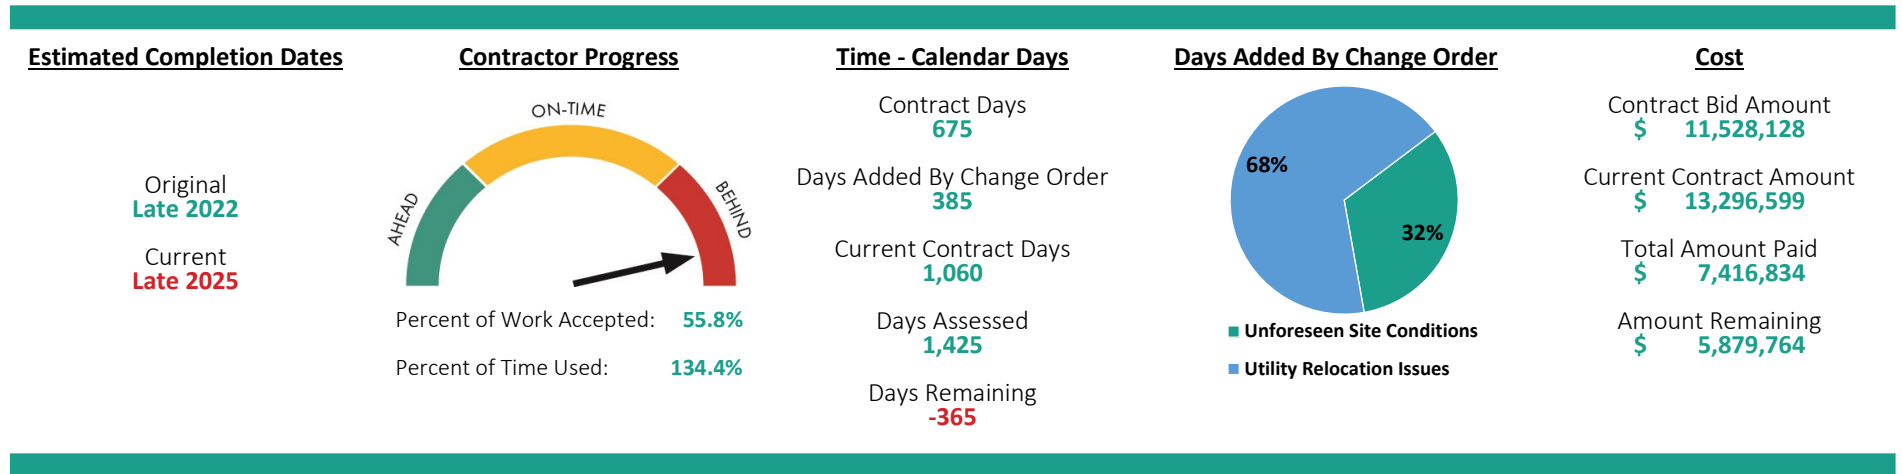 Estimated Completion Dates
Original
Late 2022
Current
Late 2025
Contractor Progress
AHEAD
ON-TIME
BEHIND
Percent of Work Accepted: 55.8%
Percent of Time Used: 134.4%
Time - Calendar Days
Contract Days
675
Days Added By Change Order
385
Current Contract Days
1,060
Days Assessed
1,425
Days Remaining
-365
Days Added By Change Order
68%
32%
Unforeseen Site Conditions
Utility Relocation Issues
Cost
Contract Bid Amount
$ 11,528,128
Current Contract Amount
$ 13,296,599
Total Amount Paid
$ 7,416,834
Amount Remaining
$ 5,879,764